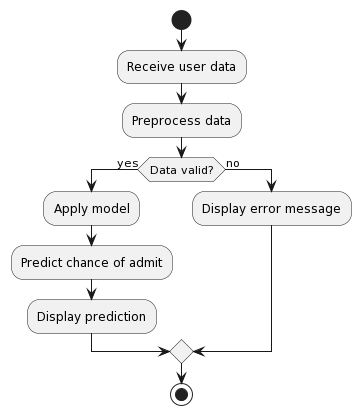 Receive user data
Preprocess data
Data valid?
yes
no
Apply model
Display error message
Predict chance of admit
Display prediction